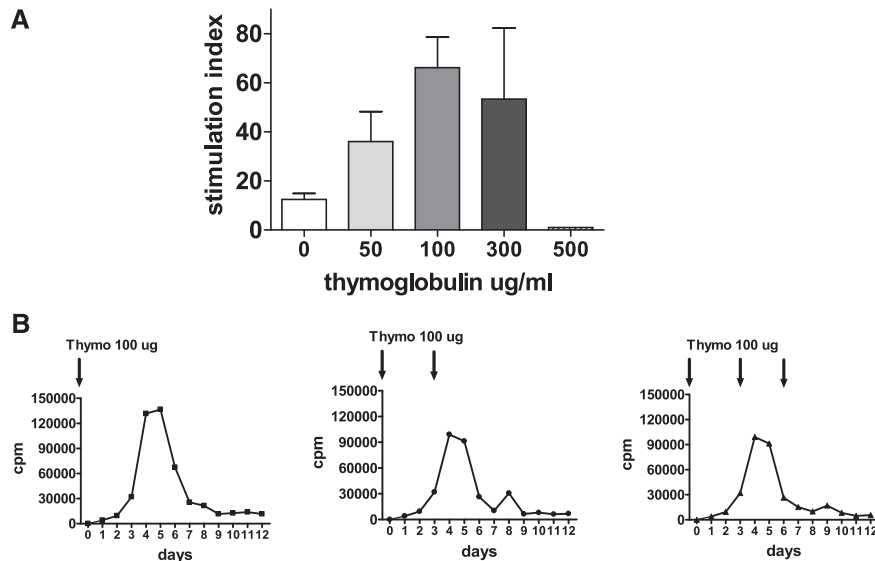 A
stimulation index
80
60
40
20
0
0 50 100 300 500
thymoglobulin ug/ml
B
Thymo 100 ug
150000
120000
90000
60000
30000
0
cpm
0 1 2 3 4 5 6 7 8 9 10 11 12
days
Thymo 100 ug
150000
120000
90000
60000
30000
0
cpm
0 1 2 3 4 5 6 7 8 9 10 11 12
days
Thymo 100 ug
150000
120000
90000
60000
30000
0
cpm
0 1 2 3 4 5 6 7 8 9 10 11 12
days